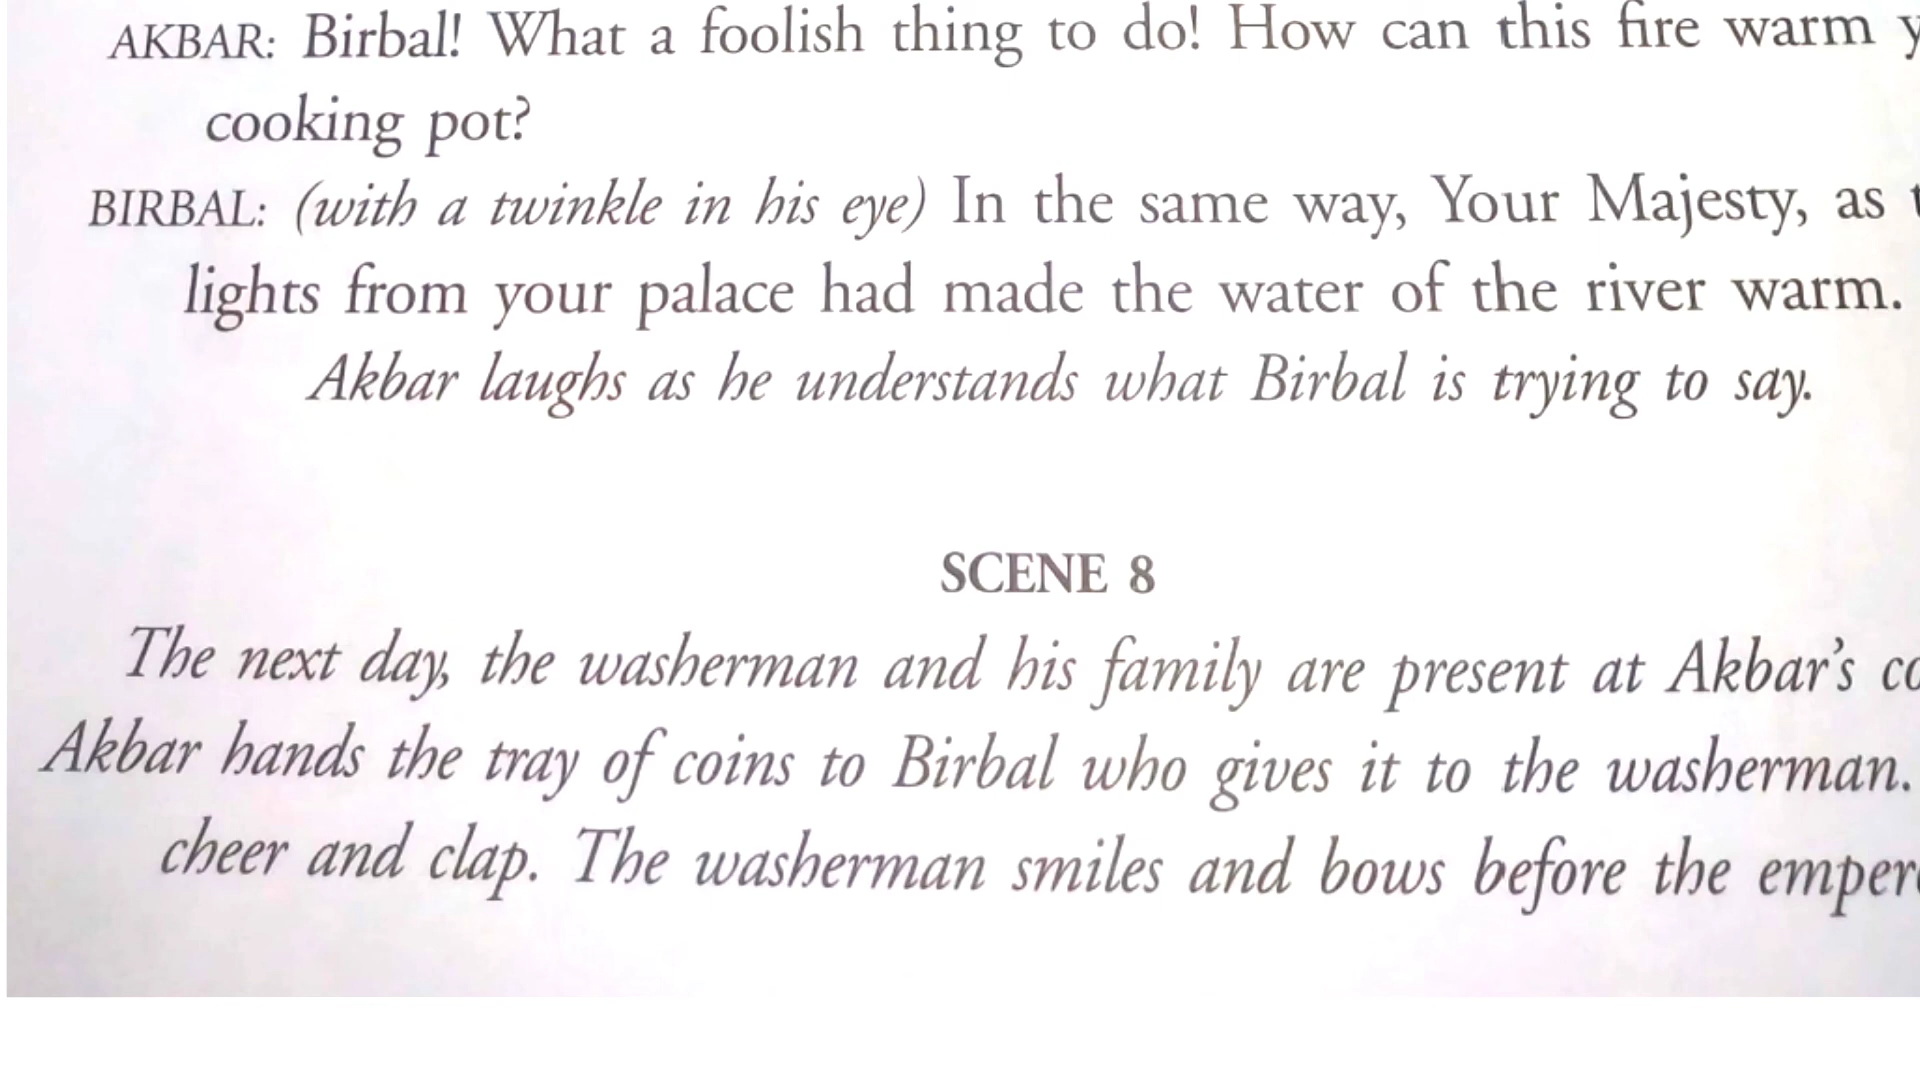 AKBAR: Birbal! What a foolish thing to do! How can this fire warm
cooking pot?
BIRBAL: (with a twinkle in his eye) In the same way, Your Majesty, as
lights from your palace had made the water of the river warm.
Akbar laughs as he understands what Birbal is trying to say.
SCENE 8
The next day, the washerman and his family are present at Akbar's
Akbar hands the tray of coins to Birbal who gives it to the washerman.
cheer and clap. The washerman smiles and bows before the